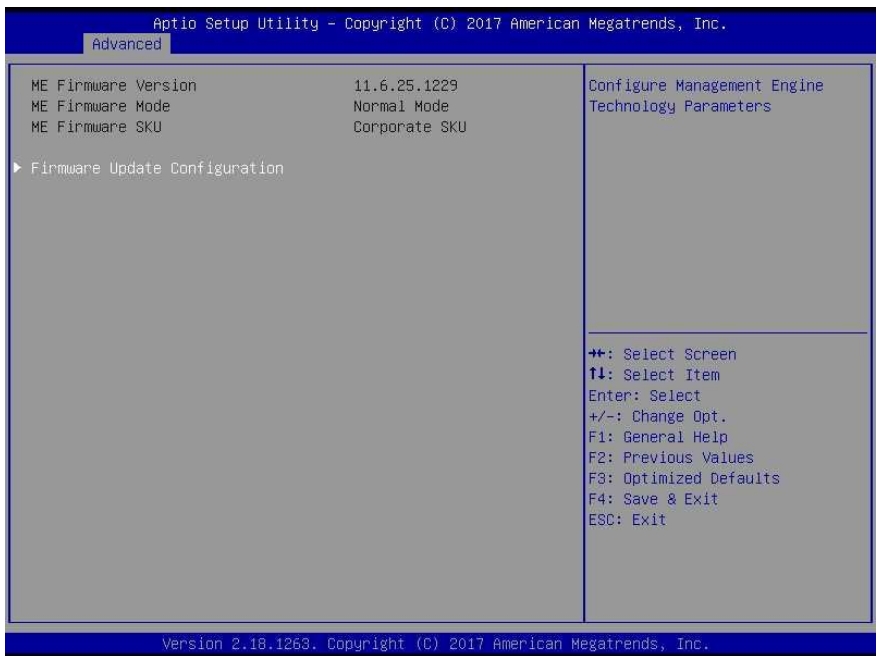 Aptio Setup Utility – Copyright (C) 2017 American Megatrends, Inc.
Advanced
ME Firmware Version 11.6.25.1229
ME Firmware Mode Normal Mode
ME Firmware SKU Corporate SKU
▶ Firmware Update Configuration
Configure Management Engine
Technology Parameters
→←: Select Screen
↑↓: Select Item
Enter: Select
+/-: Change Opt.
F1: General Help
F2: Previous Values
F3: Optimized Defaults
F4: Save & Exit
ESC: Exit
Version 2.18.1263. Copyright (C) 2017 American Megatrends, Inc.